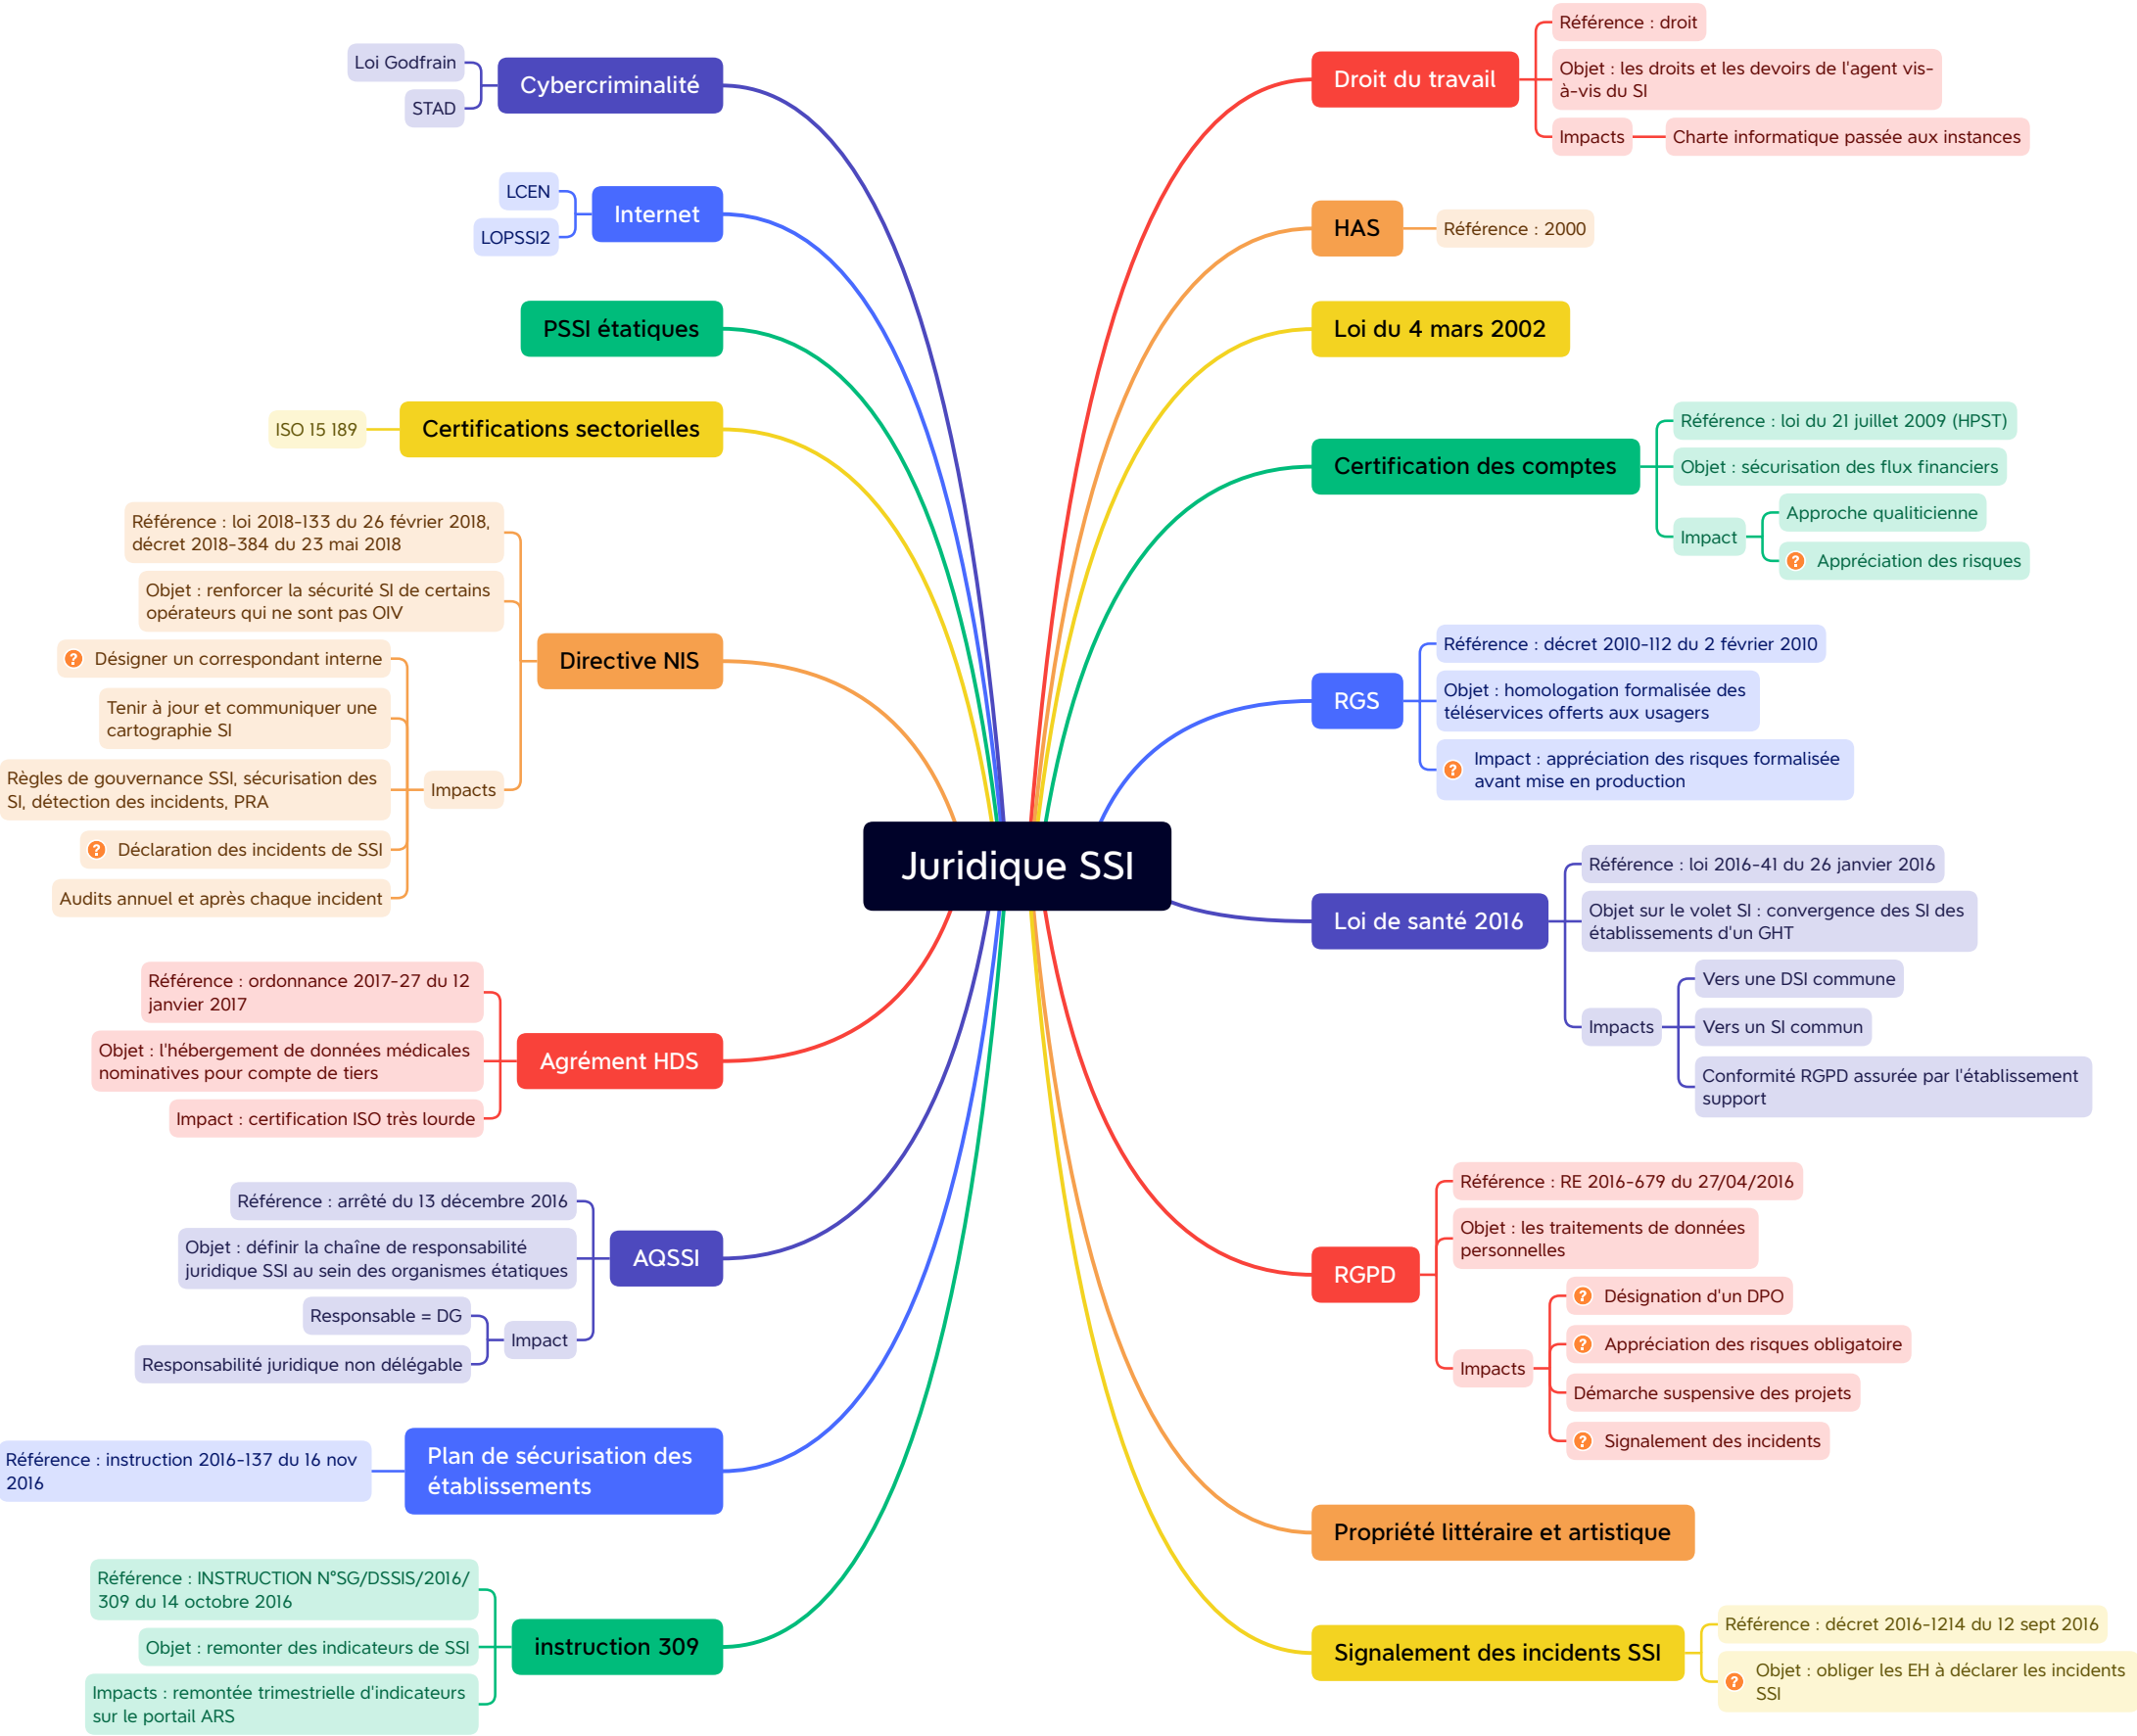 Juridique SSI
Droit du travail
Référence : droit
Objet : les droits et les devoirs de l'agent vis-
à-vis du SI
Impacts
Charte informatique passée aux instances
HAS
Référence : 2000
Loi du 4 mars 2002
Certification des comptes
Référence : loi du 21 juillet 2009 (HPST)
Objet : sécurisation des flux financiers
Impact
Approche qualiticienne
? Appréciation des risques
RGS
Référence : décret 2010-112 du 2 février 2010
Objet : homologation formalisée des
téléservices offerts aux usagers
? Impact : appréciation des risques formalisée
avant mise en production
Loi de santé 2016
Référence : loi 2016-41 du 26 janvier 2016
Objet sur le volet SI : convergence des SI des
établissements d'un GHT
Impacts
Vers une DSI commune
Vers un SI commun
Conformité RGPD assurée par l'établissement
support
RGPD
Référence : RE 2016-679 du 27/04/2016
Objet : les traitements de données
personnelles
Impacts
? Désignation d'un DPO
? Appréciation des risques obligatoire
Démarche suspensive des projets
? Signalement des incidents
Propriété littéraire et artistique
Signalement des incidents SSI
Référence : décret 2016-1214 du 12 sept 2016
? Objet : obliger les EH à déclarer les incidents
SSI
Cybercriminalité
Loi Godfrain
STAD
Internet
LCEN
LOPSSI2
PSSI étatiques
Certifications sectorielles
ISO 15 189
Directive NIS
Référence : loi 2018-133 du 26 février 2018,
décret 2018-384 du 23 mai 2018
Objet : renforcer la sécurité SI de certains
opérateurs qui ne sont pas OIV
Impacts
? Désigner un correspondant interne
Tenir à jour et communiquer une
cartographie SI
Règles de gouvernance SSI, sécurisation des
SI, détection des incidents, PRA
? Déclaration des incidents de SSI
Audits annuel et après chaque incident
Agrément HDS
Référence : ordonnance 2017-27 du 12
janvier 2017
Objet : l'hébergement de données médicales
nominatives pour compte de tiers
Impact : certification ISO très lourde
AQSSI
Référence : arrêté du 13 décembre 2016
Objet : définir la chaîne de responsabilité
juridique SSI au sein des organismes étatiques
Impact
Responsable = DG
Responsabilité juridique non délégable
Plan de sécurisation des
établissements
Référence : instruction 2016-137 du 16 nov
2016
instruction 309
Référence : INSTRUCTION N°SG/DSSIS/2016/
309 du 14 octobre 2016
Objet : remonter des indicateurs de SSI
Impacts : remontée trimestrielle d'indicateurs
sur le portail ARS